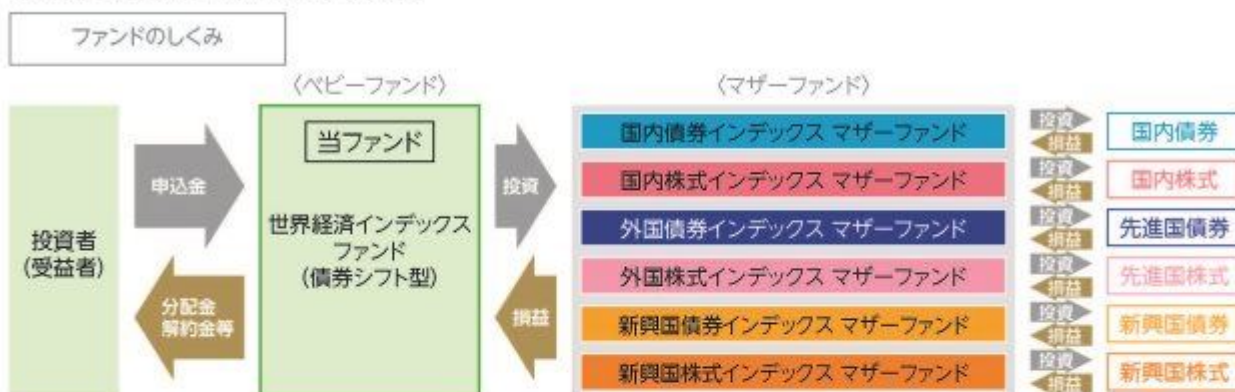 ファンドのしくみ
〈ベビーファンド〉
〈マザーファンド〉
投資者
(受益者)
申込金
分配金
解約金等
当ファンド
世界経済インデックス
ファンド
(債券シフト型)
投資
損益
国内債券インデックス マザーファンド
投資
損益
国内債券
国内株式インデックス マザーファンド
投資
損益
国内株式
外国債券インデックス マザーファンド
投資
損益
先進国債券
外国株式インデックス マザーファンド
投資
損益
先進国株式
新興国債券インデックス マザーファンド
投資
損益
新興国債券
新興国株式インデックス マザーファンド
投資
損益
新興国株式